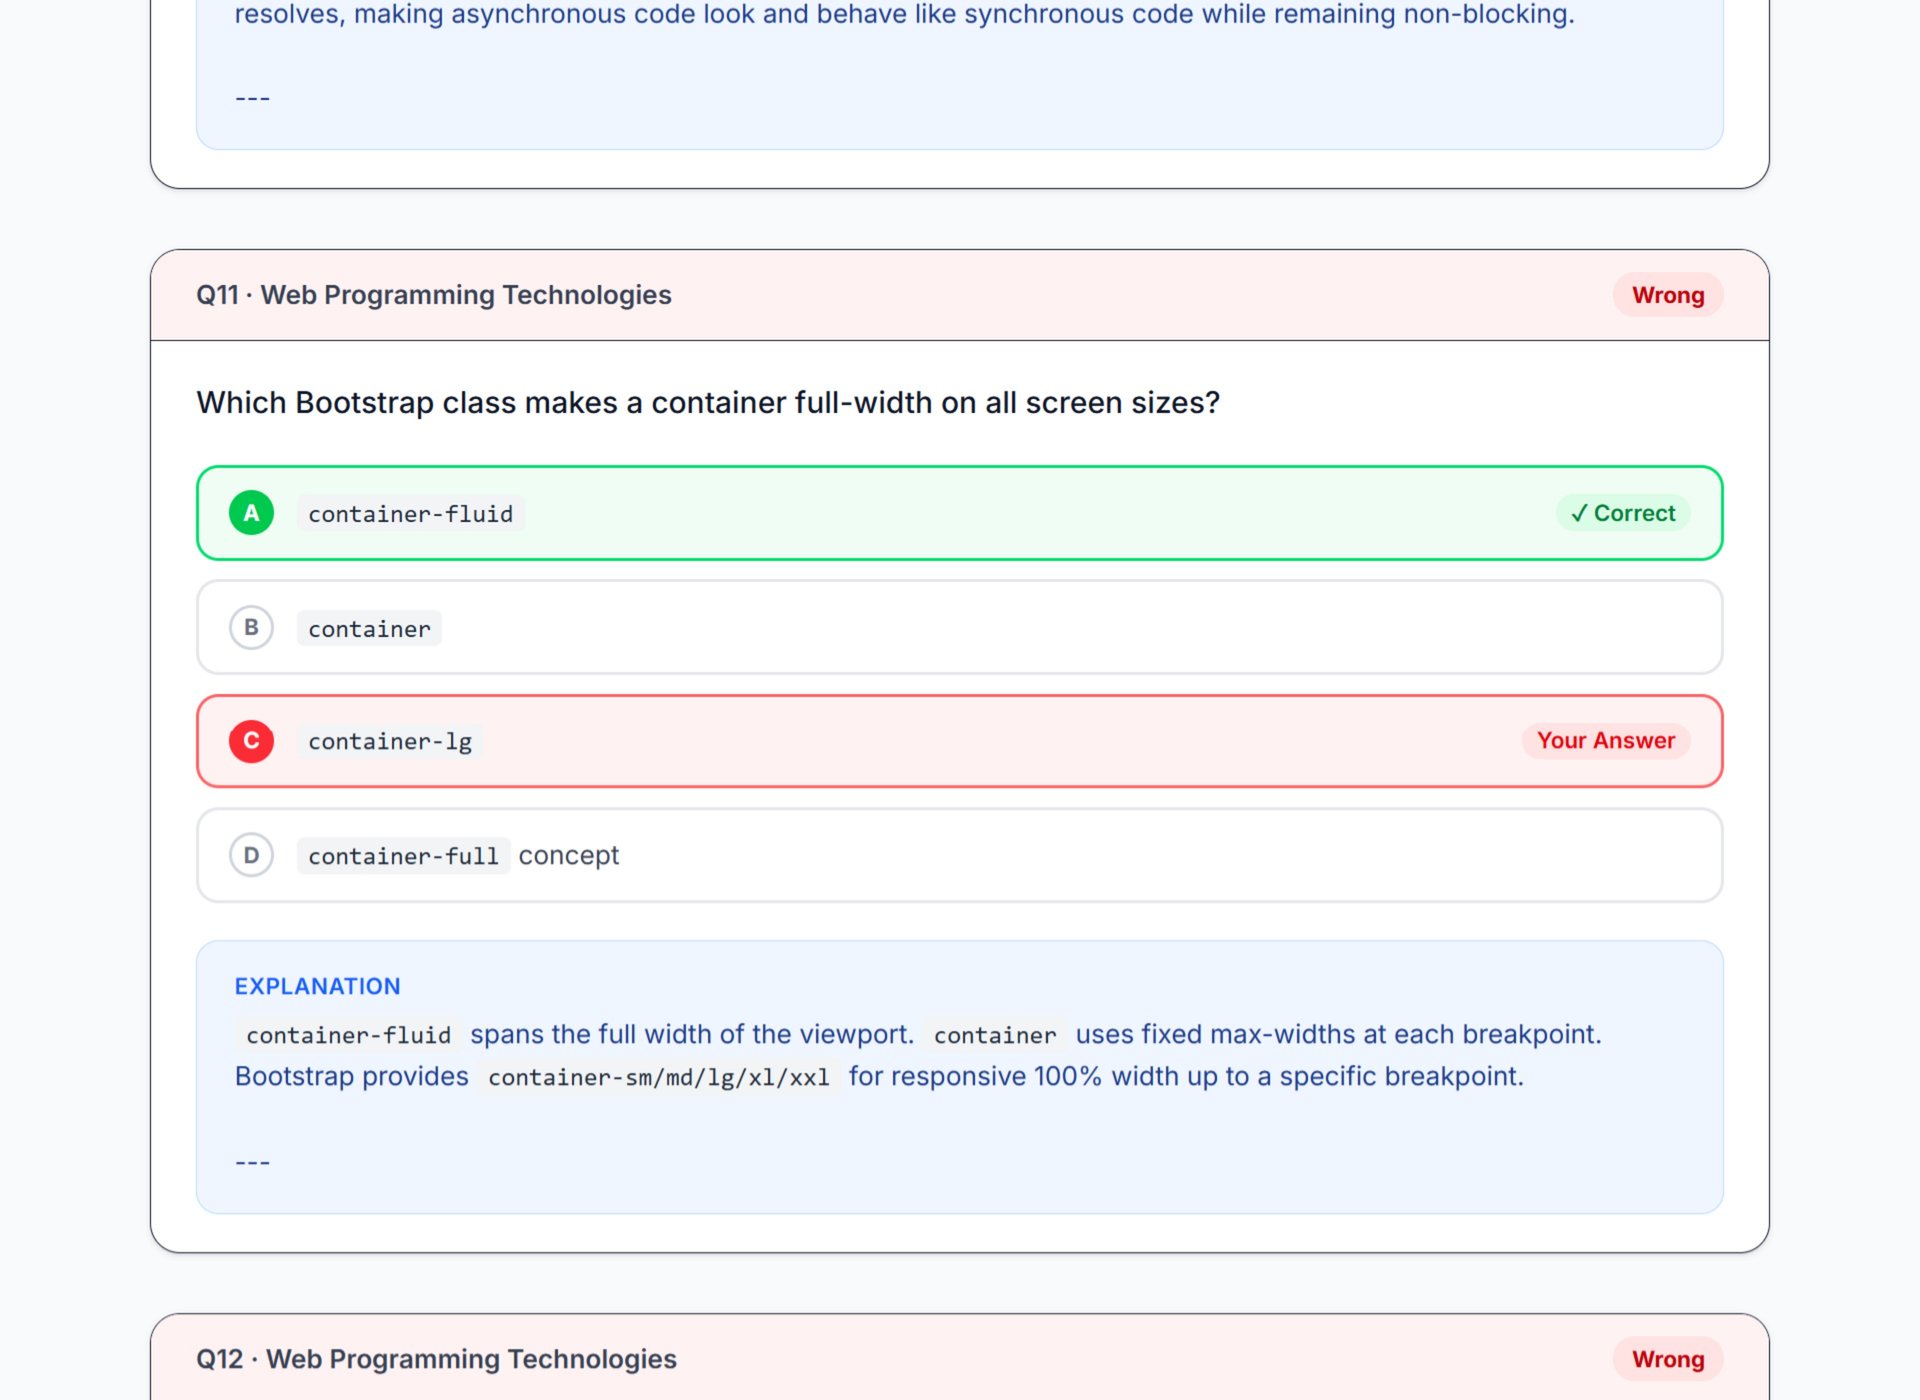 resolves, making asynchronous code look and behave like synchronous code while remaining non-blocking.
---
Q11 · Web Programming Technologies
Wrong
Which Bootstrap class makes a container full-width on all screen sizes?
A container-fluid ✓ Correct
B container
C container-lg Your Answer
D container-full concept
EXPLANATION
container-fluid spans the full width of the viewport. container uses fixed max-widths at each breakpoint.
Bootstrap provides container-sm/md/lg/xl/xxl for responsive 100% width up to a specific breakpoint.
---
Q12 · Web Programming Technologies
Wrong